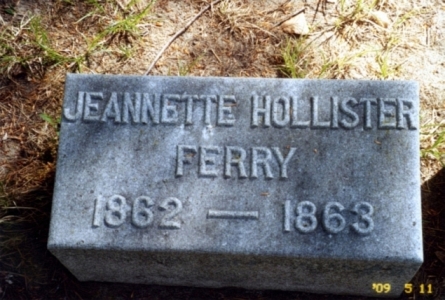 JEANNETTE HOLLISTER
FERRY
1862 — 1863
'09 5 11